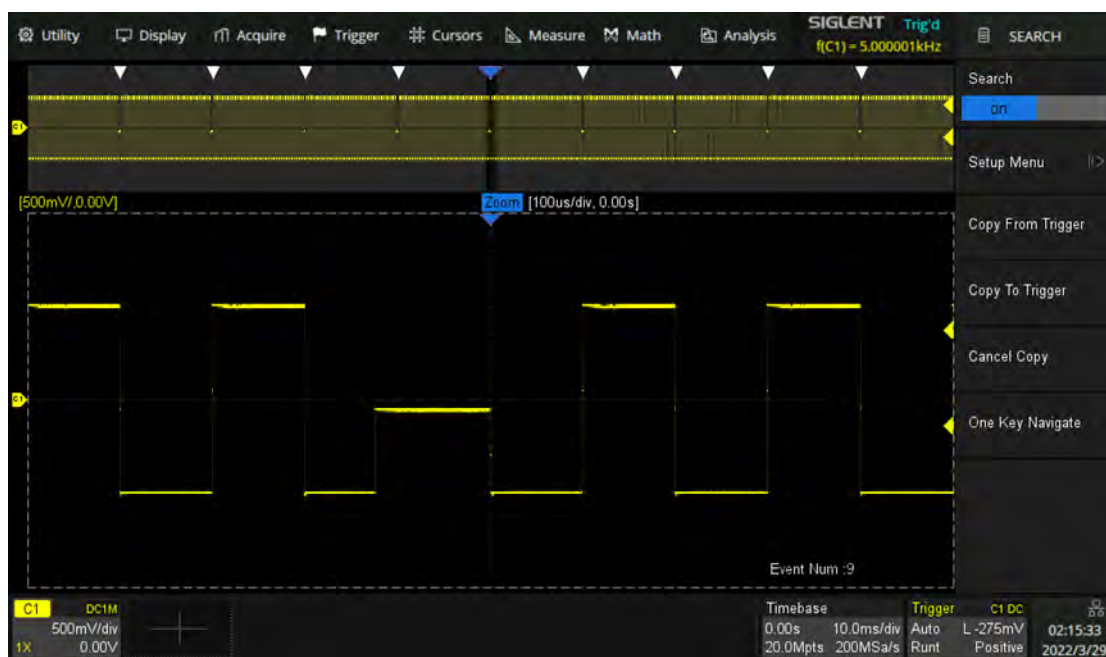 Utility Display Acquire Trigger Cursors Measure Math Analysis SIGLENT Trig'd SEARCH
f(C1) = 5.000001kHz
Search
on
C1
Setup Menu
[500mV/,0.00V] Zoom [100us/div, 0.00s]
Copy From Trigger
Copy To Trigger
Cancel Copy
C1
One Key Navigate
Event Num :9
C1 DC1M Timebase Trigger C1 DC
500mV/div 0.00s 10.0ms/div Auto L -275mV 02:15:33
1X 0.00V 20.0Mpts 200MSa/s Runt Positive 2022/3/29